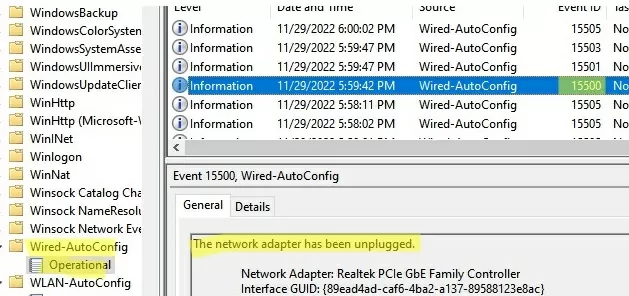 WindowsBackup
WindowsColorSystem
WindowsSystemAsse
WindowsUIImmersive
WindowsUpdateClien
WinHttp
WinHttp (Microsoft-W
WinINet
Winlogon
WinNat
Winsock Catalog Cha
Winsock NameResolu
Winsock Network Eve
Wired-AutoConfig
Operational
WLAN-AutoConfig
Level Date and Time Source Event ID Tas
Information 11/29/2022 6:00:02 PM Wired-AutoConfig 15505 No
Information 11/29/2022 5:59:47 PM Wired-AutoConfig 15503 No
Information 11/29/2022 5:59:47 PM Wired-AutoConfig 15501 No
Information 11/29/2022 5:59:42 PM Wired-AutoConfig 15500 No
Information 11/29/2022 5:58:11 PM Wired-AutoConfig 15505 No
Information 11/29/2022 5:58:02 PM Wired-AutoConfig 15505 No
Event 15500, Wired-AutoConfig
General Details
The network adapter has been unplugged.
Network Adapter: Realtek PCIe GbE Family Controller
Interface GUID: {89ead4ad-caf6-4ba2-a137-89588123e8ac}